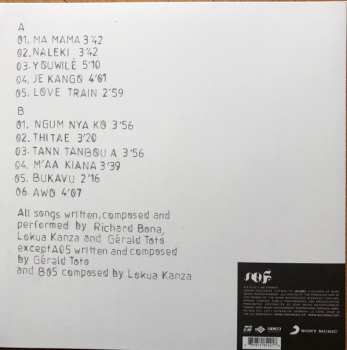 A
01. MA MAMA 3'42
02. NALEKI 3'42
03. YOUWILÉ 5'10
04. JE KANGO 4'01
05. LOVE TRAIN 2'59
B
01. NGUM NYA KO 3'56
02. THITAE 3'20
03. TANN TANBOU A 3'56
04. M'AA KIANA 3'39
05. BUKAVU 2'16
06. AWO 4'07
All songs written, composed and
performed by Richard Bona,
Lokua Kanza and Gérald Toto
except A05 written and composed
by Gérald Toto
and B05 composed by Lokua Kanza